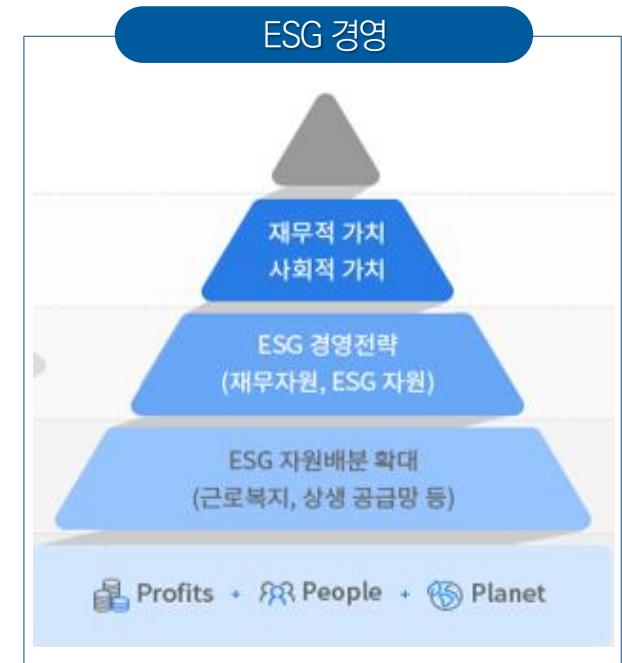 ESG 경영
재무적 가치
사회적 가치
ESG 경영전략
(재무자원, ESG 자원)
ESG 자원배분 확대
(근로복지, 상생 공급망 등)
Profits + People + Planet